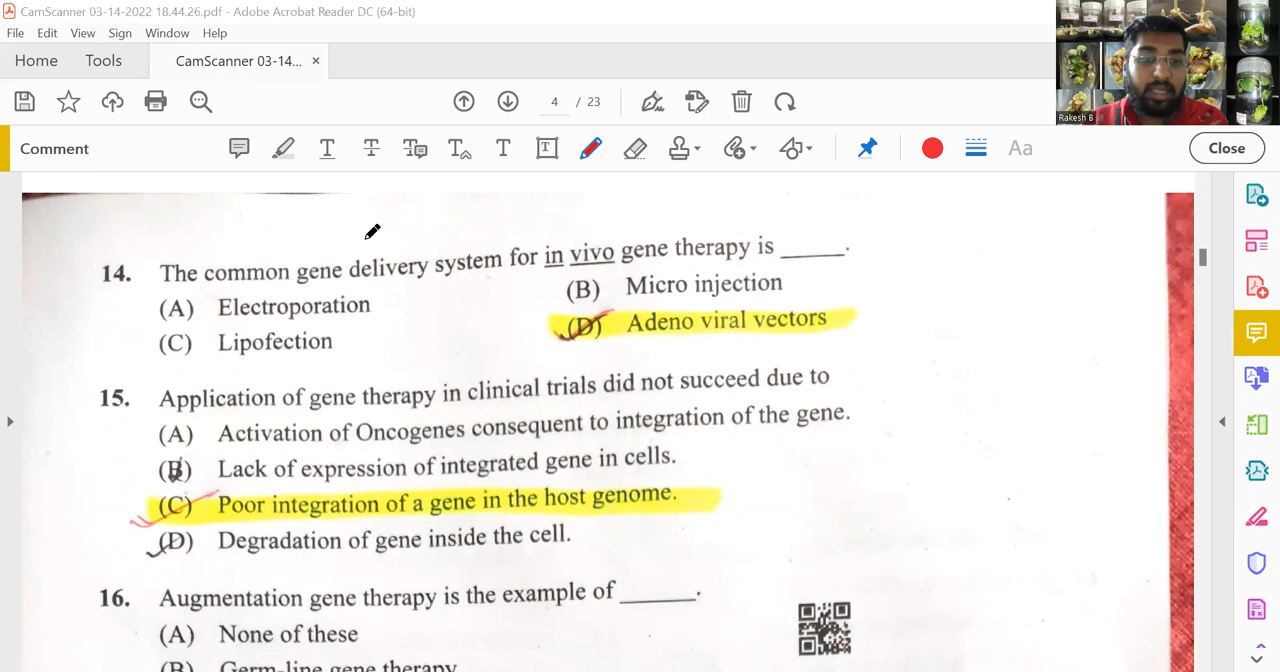 CamScanner 03-14-2022 18.44.26.pdf - Adobe Acrobat Reader DC (64-bit)
File Edit View Sign Window Help
Home Tools CamScanner 03-14... ×
4 / 23
Comment
Aa
Close
Rakesh B
14. The common gene delivery system for in vivo gene therapy is ______.
(A) Electroporation (B) Micro injection
(C) Lipofection (D) Adeno viral vectors
15. Application of gene therapy in clinical trials did not succeed due to
(A) Activation of Oncogenes consequent to integration of the gene.
(B) Lack of expression of integrated gene in cells.
(C) Poor integration of a gene in the host genome.
(D) Degradation of gene inside the cell.
16. Augmentation gene therapy is the example of ______.
(A) None of these
(B) Germ-line gene therapy